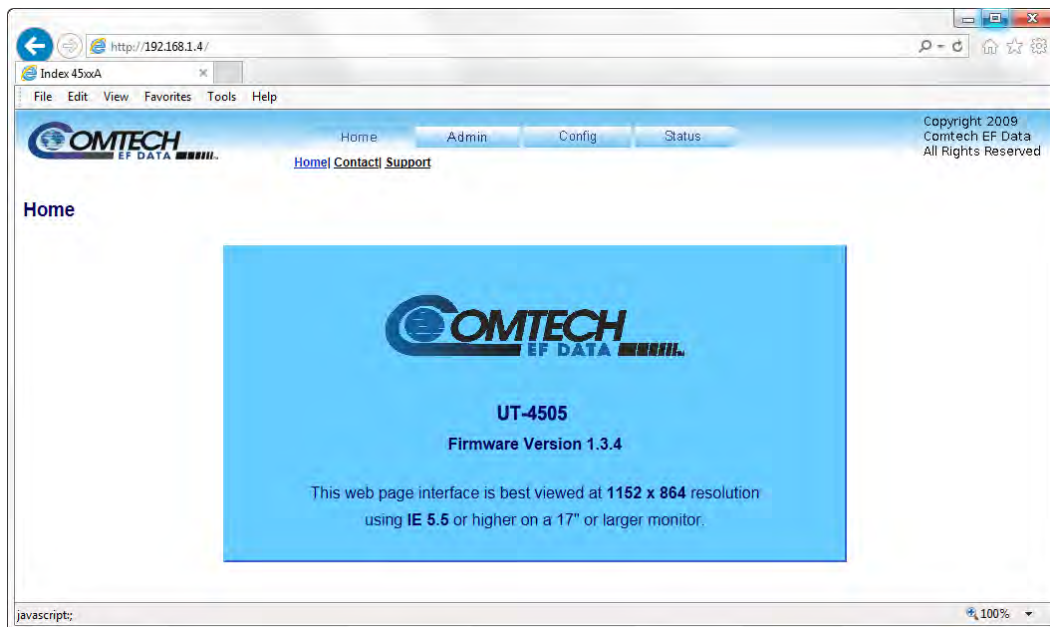 http://192.168.1.4/
Index 45xxA
File Edit View Favorites Tools Help
COMTECH
EF DATA
Home Admin Config Status
Home| Contact| Support
Copyright 2009
Comtech EF Data
All Rights Reserved
Home
COMTECH
EF DATA
UT-4505
Firmware Version 1.3.4
This web page interface is best viewed at 1152 x 864 resolution
using IE 5.5 or higher on a 17" or larger monitor.
javascript:;
100%